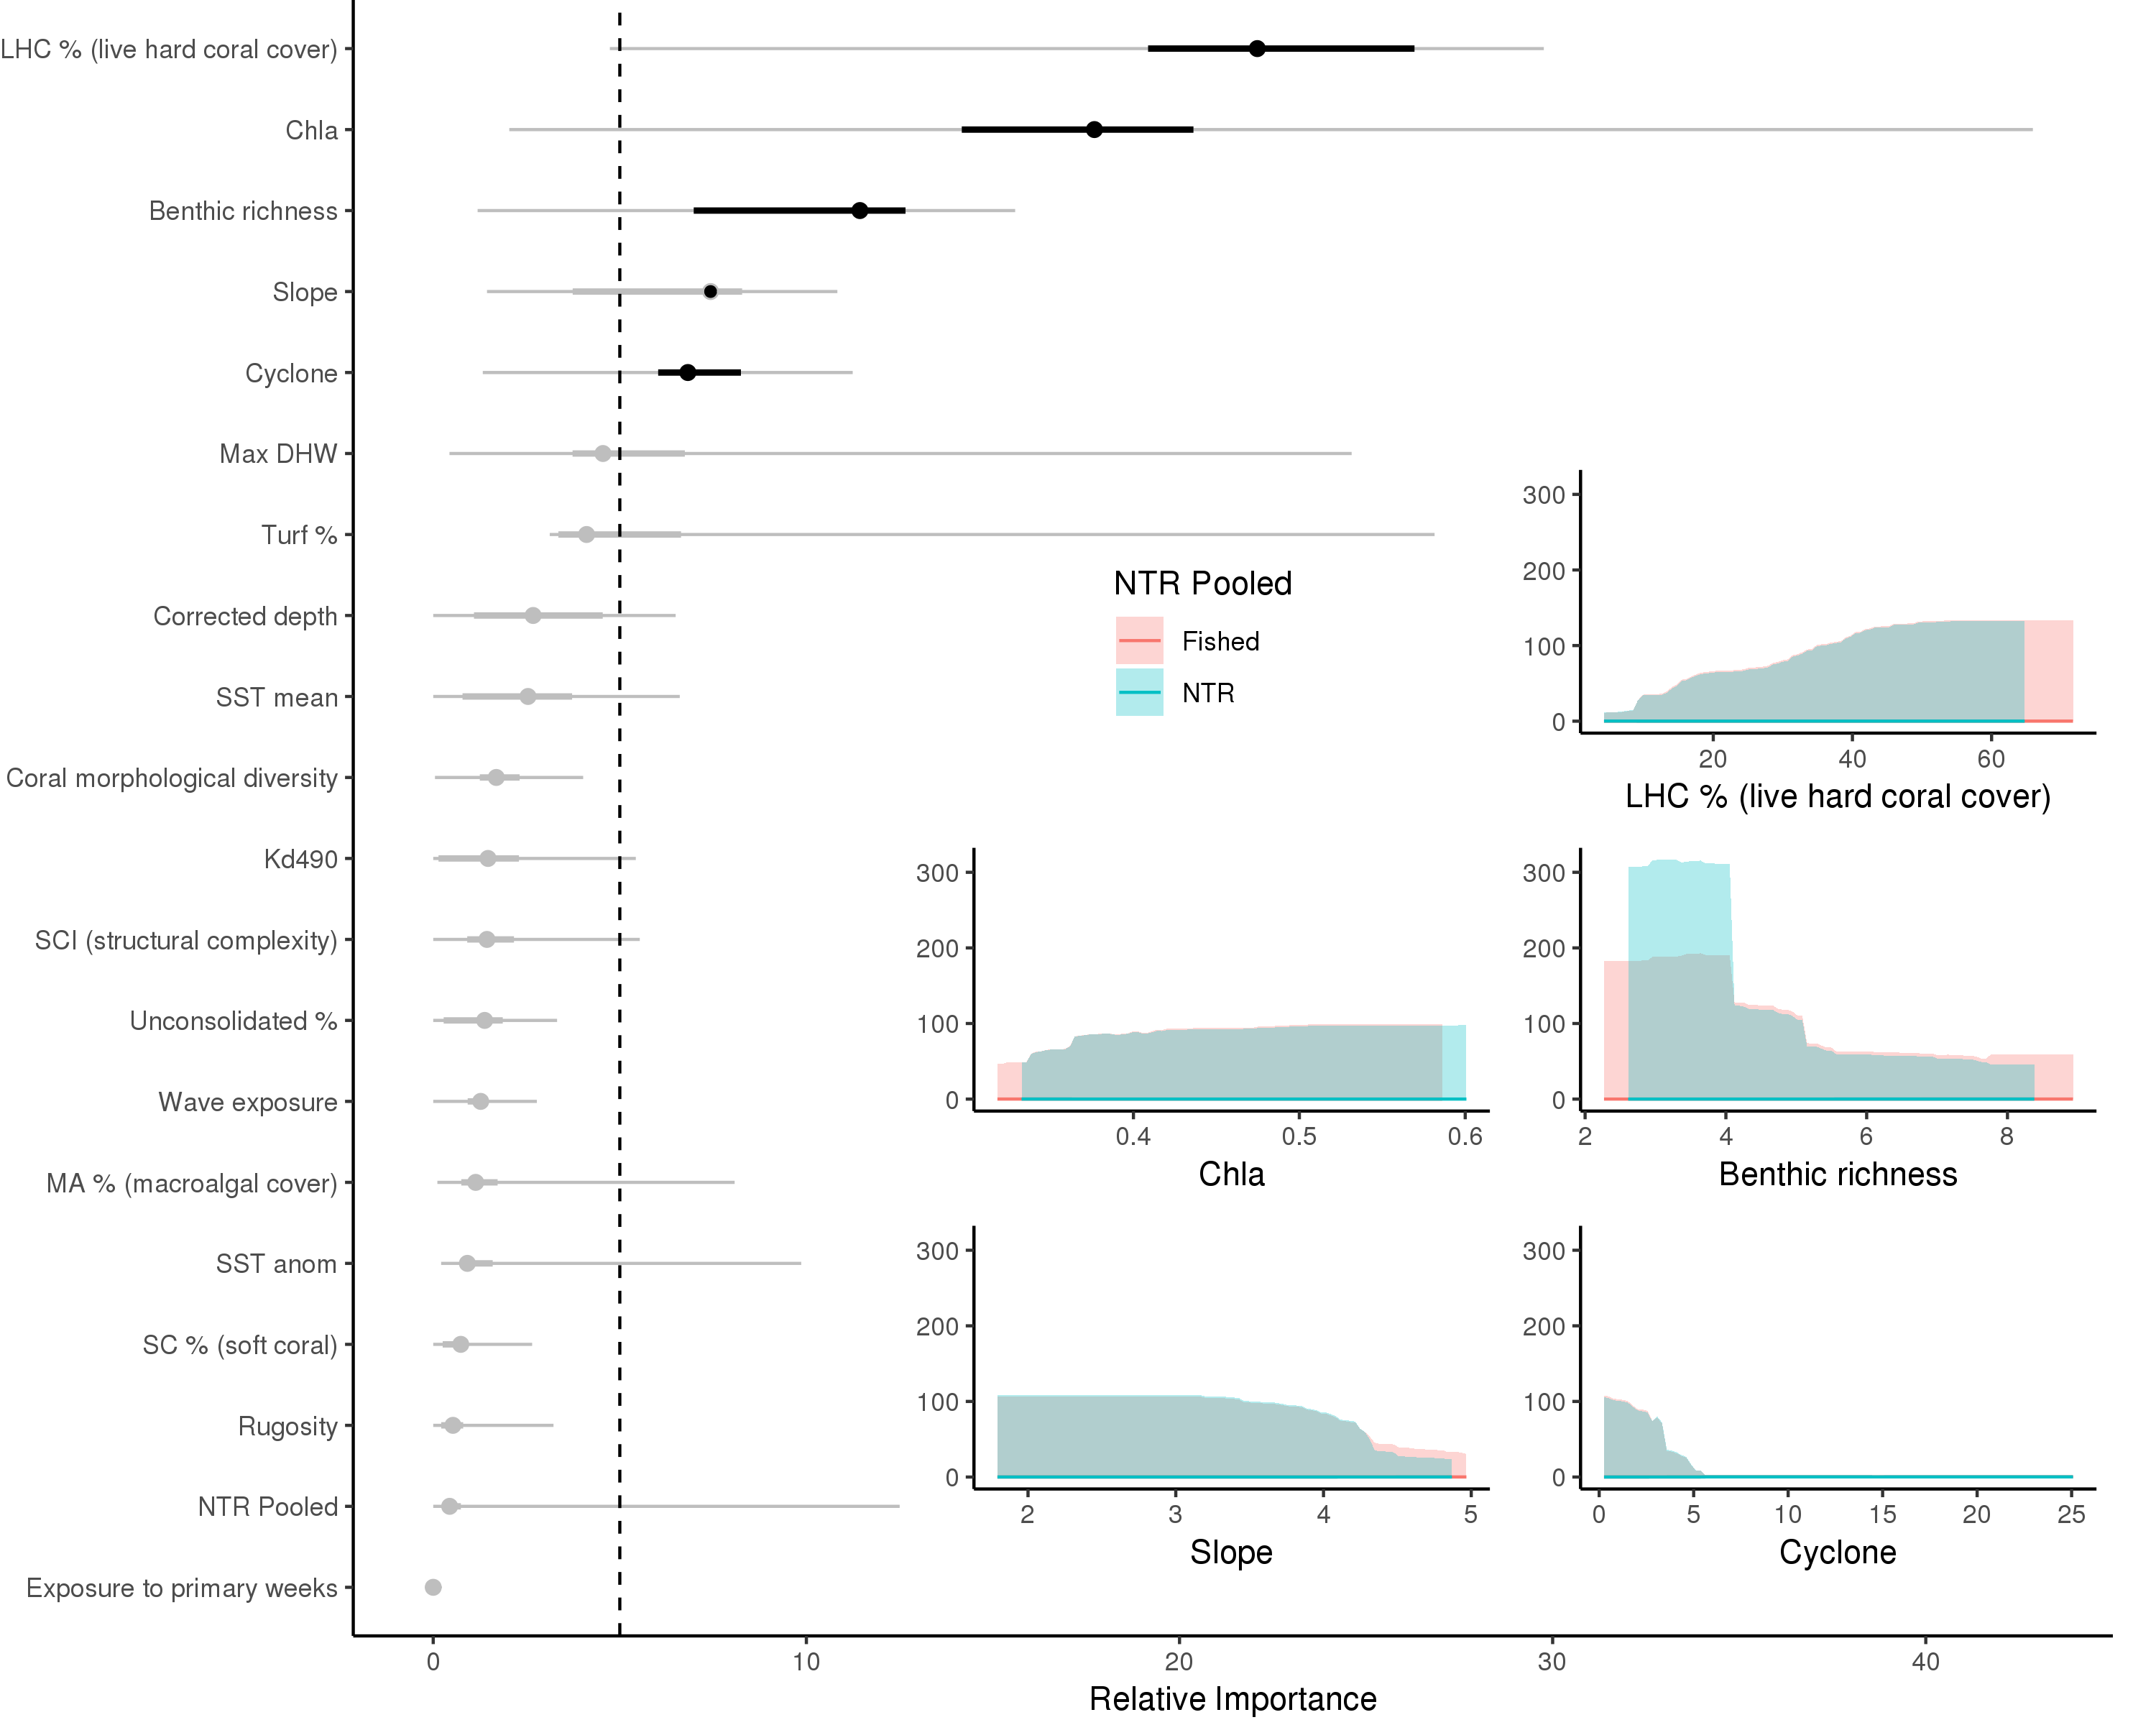 LHC % (live hard coral cover)
Chla
Benthic richness
Slope
Cyclone
Max DHW
Turf %
Corrected depth
SST mean
Coral morphological diversity
Kd490
SCI (structural complexity)
Unconsolidated %
Wave exposure
MA % (macroalgal cover)
SST anom
SC % (soft coral)
Rugosity
NTR Pooled
Exposure to primary weeks
0 10 20 30 40
Relative Importance
NTR Pooled
Fished
NTR
300
200
100
0
20 40 60
LHC % (live hard coral cover)
300
200
100
0
0.4 0.5 0.6
Chla
300
200
100
0
2 4 6 8
Benthic richness
300
200
100
0
2 3 4 5
Slope
300
200
100
0
0 5 10 15 20 25
Cyclone